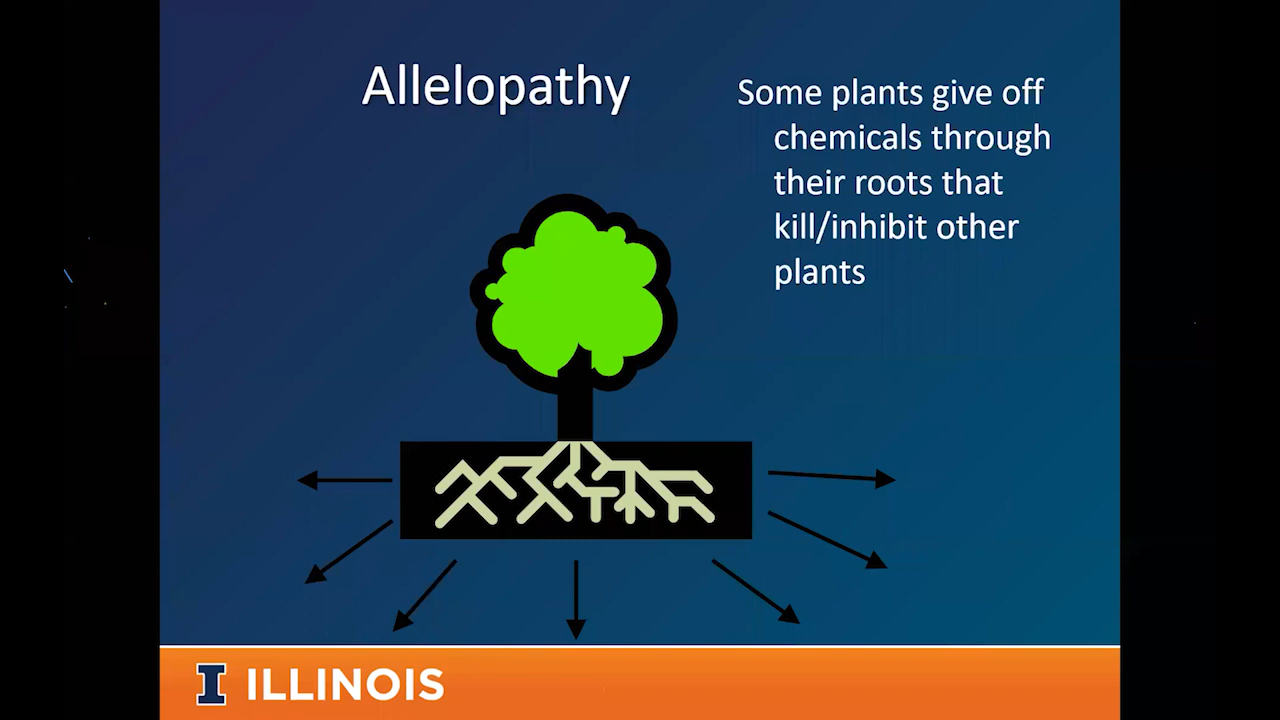 Allelopathy
Some plants give off
chemicals through
their roots that
kill/inhibit other
plants
I ILLINOIS